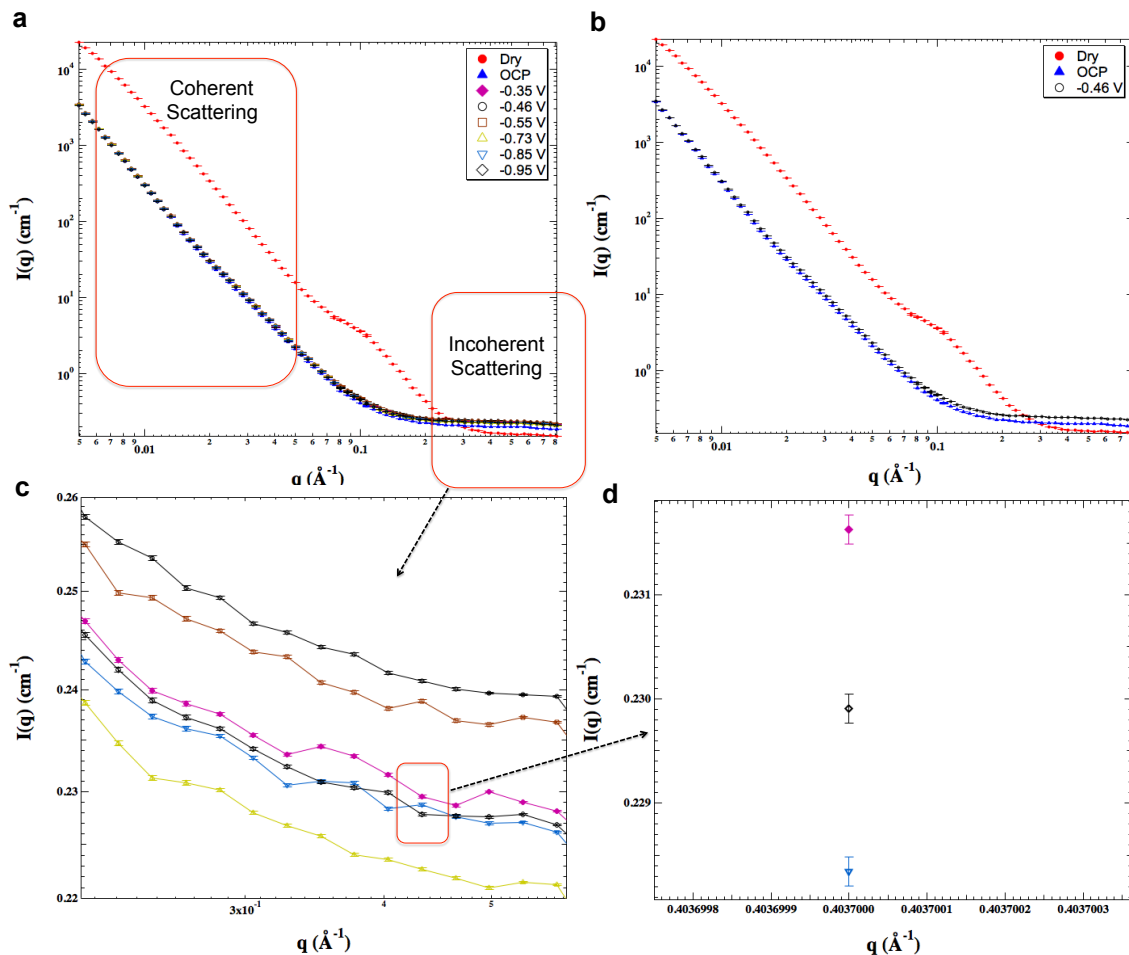 a
Coherent
Scattering
Dry
OCP
-0.35 V
-0.46 V
-0.55 V
-0.73 V
-0.85 V
-0.95 V
Incoherent
Scattering
I(q) (cm⁻¹)
10⁴
10³
10²
10¹
10⁰
5 6 7 8 9 0.01 2 3 4 5 6 7 8 9 0.1 2 3 4 5 6 7 8
q (Å⁻¹)
b
Dry
OCP
-0.46 V
I(q) (cm⁻¹)
10⁴
10³
10²
10¹
10⁰
5 6 7 8 9 0.01 2 3 4 5 6 7 8 9 0.1 2 3 4 5 6 7 8
q (Å⁻¹)
c
I(q) (cm⁻¹)
0.26
0.25
0.24
0.23
0.22
3x10⁻¹ 4 5
q (Å⁻¹)
d
I(q) (cm⁻¹)
0.231
0.230
0.229
0.4036998 0.4036999 0.4037000 0.4037001 0.4037002 0.4037003
q (Å⁻¹)